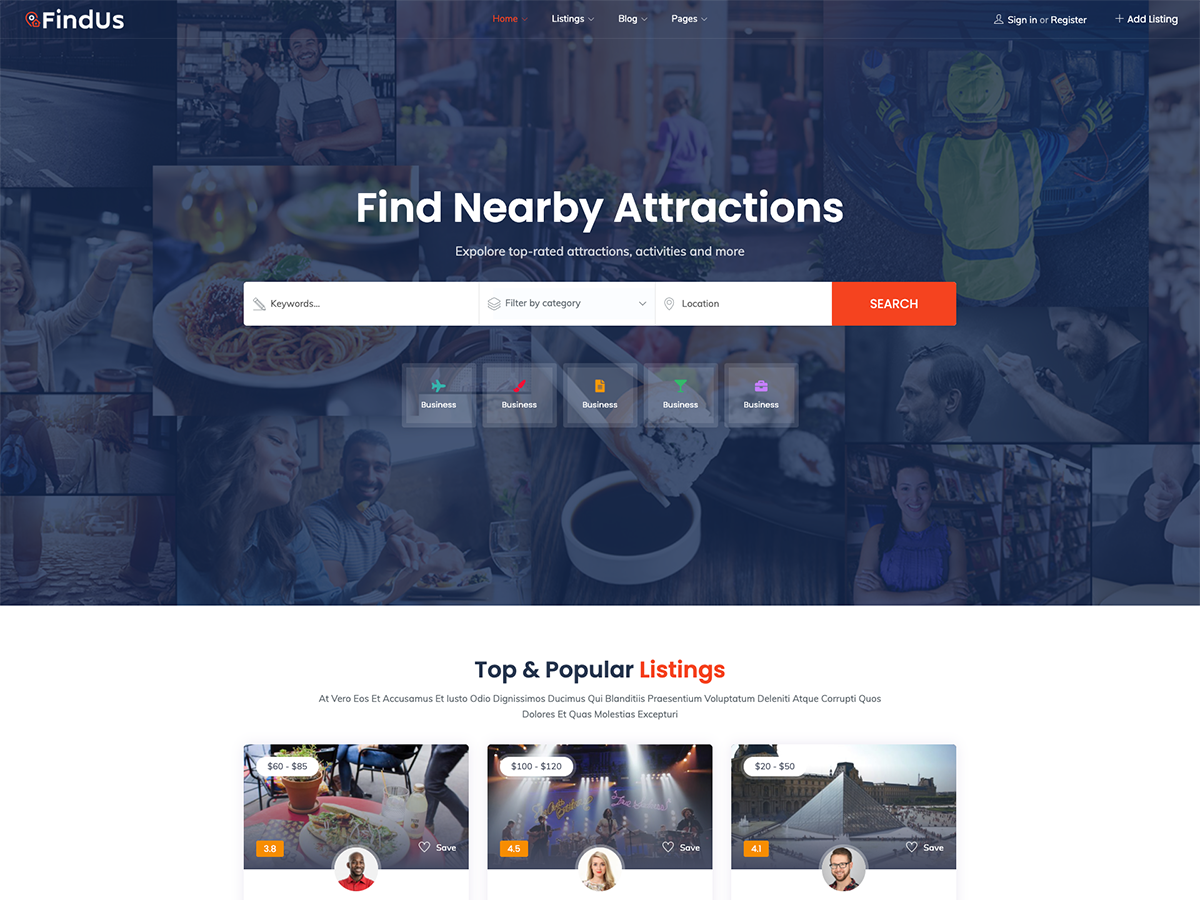 FindUs
Home
Listings
Blog
Pages
Sign in or Register
Add Listing
Find Nearby Attractions
Expolore top-rated attractions, activities and more
Keywords...
Filter by category
Location
SEARCH
Business
Business
Business
Business
Business
Top & Popular Listings
At Vero Eos Et Accusamus Et Iusto Odio Dignissimos Ducimus Qui Blanditiis Praesentium Voluptatum Deleniti Atque Corrupti Quos
Dolores Et Quas Molestias Excepturi
$60 - $85
$100 - $120
$20 - $50
3.8
Save
4.5
Save
4.1
Save